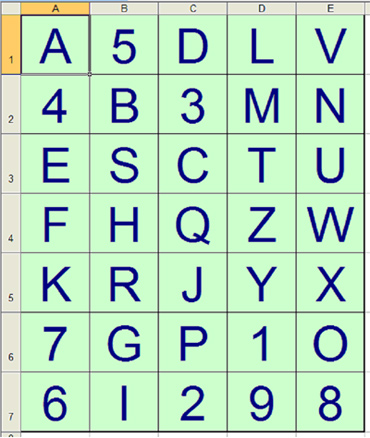 A B C D E
1 A 5 D L V
2 4 B 3 M N
3 E S C T U
4 F H Q Z W
5 K R J Y X
6 7 G P 1 O
7 6 I 2 9 8